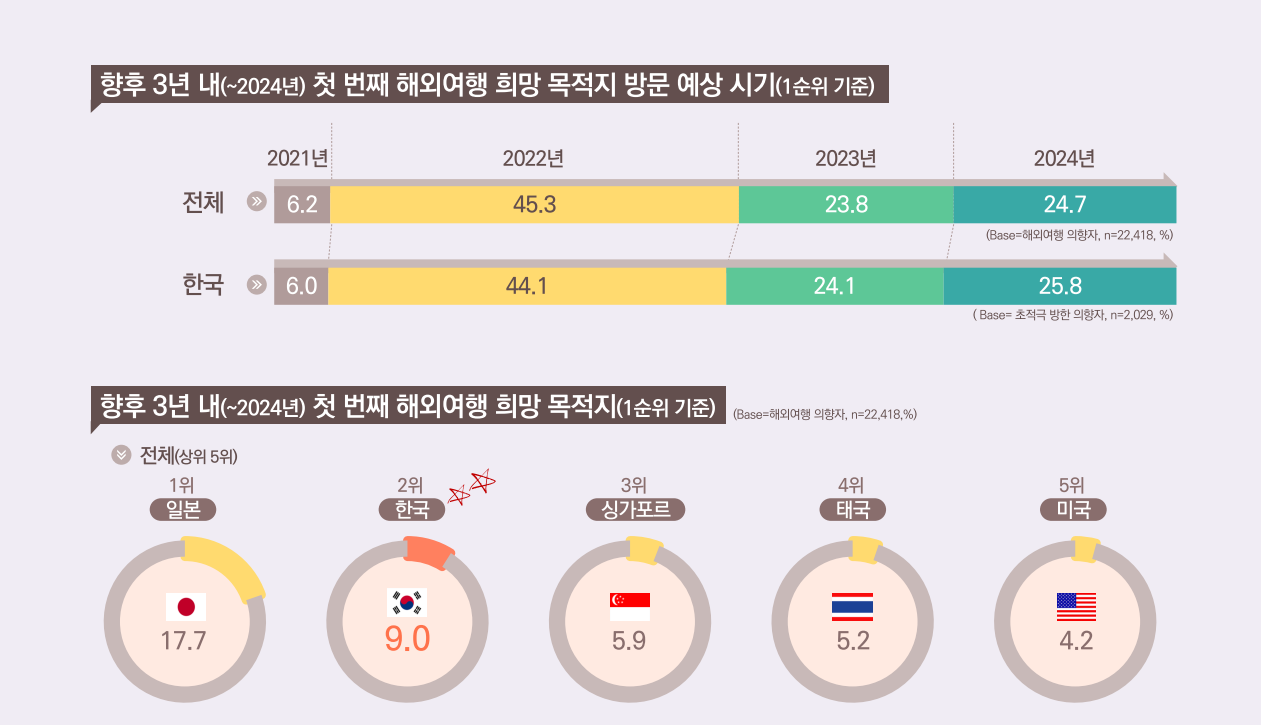 향후 3년 내(~2024년) 첫 번째 해외여행 희망 목적지 방문 예상 시기(1순위 기준)
2021년 2022년 2023년 2024년
전체 6.2 45.3 23.8 24.7
(Base=해외여행 의향자, n=22,418, %)
한국 6.0 44.1 24.1 25.8
( Base= 초적극 방한 의향자, n=2,029, %)
향후 3년 내(~2024년) 첫 번째 해외여행 희망 목적지(1순위 기준) (Base=해외여행 의향자, n=22,418,%)
전체(상위 5위)
1위 2위 3위 4위 5위
일본 한국 싱가포르 태국 미국
17.7 9.0 5.9 5.2 4.2